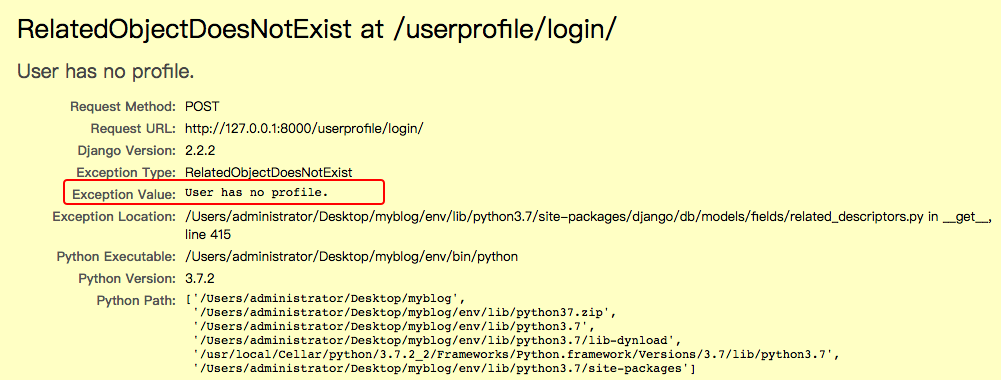 RelatedObjectDoesNotExist at /userprofile/login/
User has no profile.
Request Method: POST
Request URL: http://127.0.0.1:8000/userprofile/login/
Django Version: 2.2.2
Exception Type: RelatedObjectDoesNotExist
Exception Value: User has no profile.
Exception Location: /Users/administrator/Desktop/myblog/env/lib/python3.7/site-packages/django/db/models/fields/related_descriptors.py in __get__,
line 415
Python Executable: /Users/administrator/Desktop/myblog/env/bin/python
Python Version: 3.7.2
Python Path: ['/Users/administrator/Desktop/myblog',
'/Users/administrator/Desktop/myblog/env/lib/python37.zip',
'/Users/administrator/Desktop/myblog/env/lib/python3.7',
'/Users/administrator/Desktop/myblog/env/lib/python3.7/lib-dynload',
'/usr/local/Cellar/python/3.7.2_2/Frameworks/Python.framework/Versions/3.7/lib/python3.7',
'/Users/administrator/Desktop/myblog/env/lib/python3.7/site-packages']